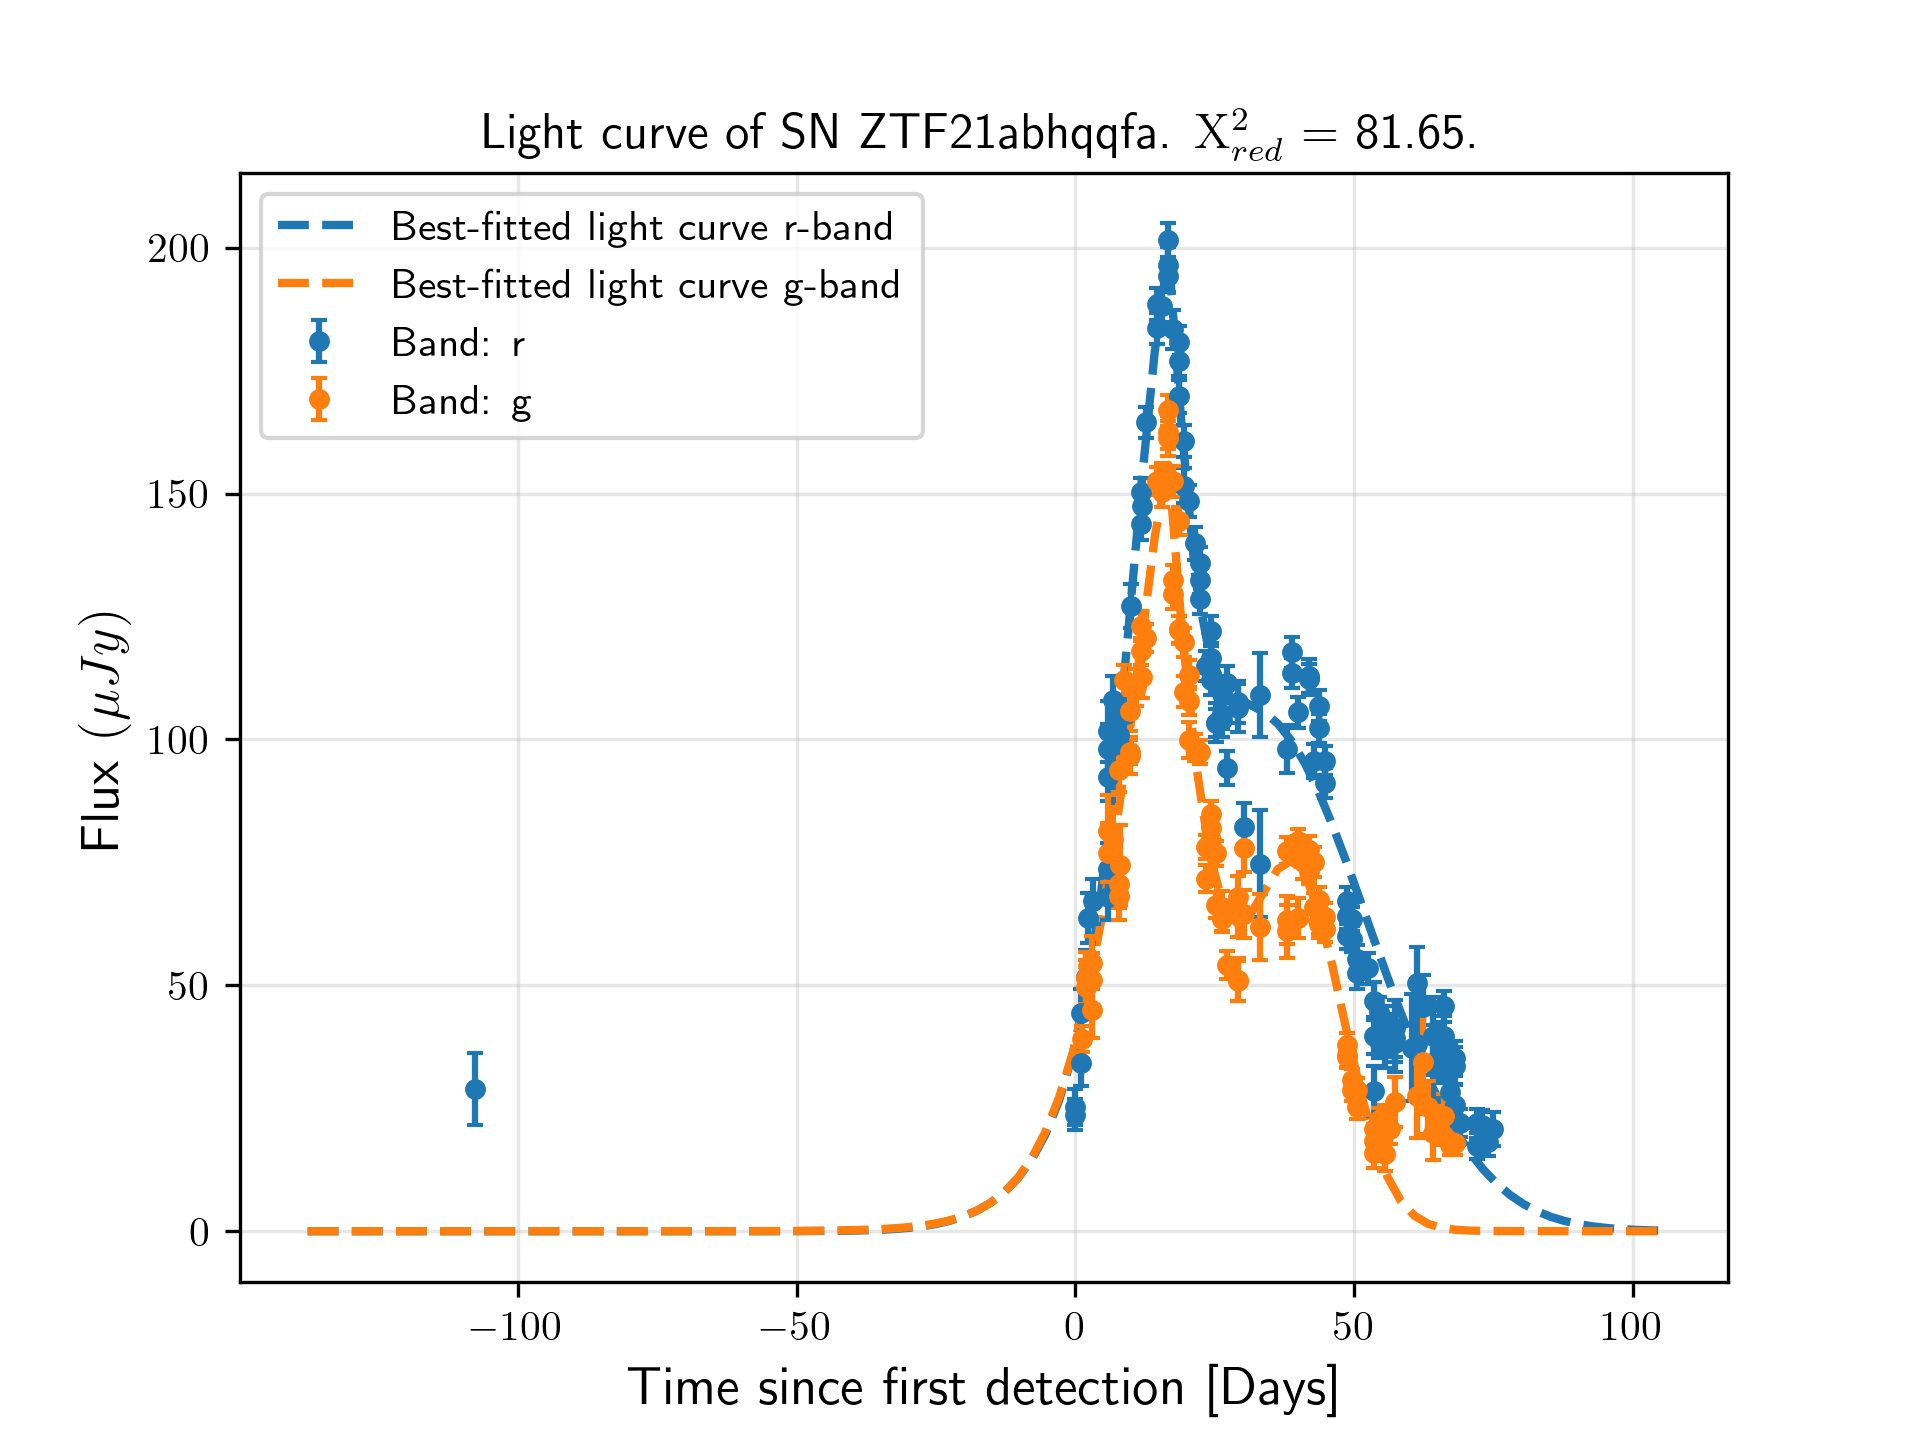 Light curve of SN ZTF21abhqqfa. X²_red = 81.65.
Best-fitted light curve r-band
Best-fitted light curve g-band
Band: r
Band: g
200
150
100
50
0
Flux (μJy)
−100
−50
0
50
100
Time since first detection [Days]